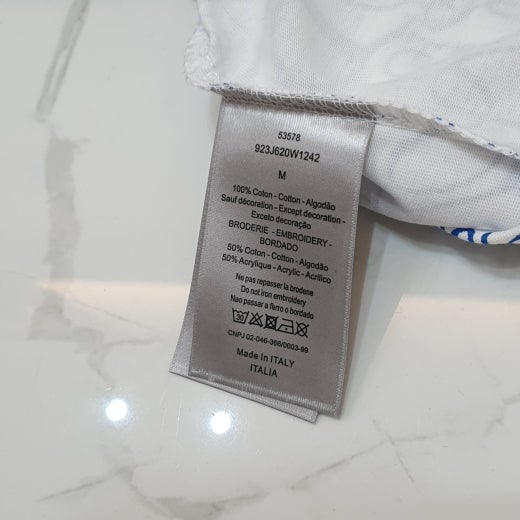 53578
923J620W1242
M
100% Coton - Cotton - Algodão
Sauf décoration - Except decoration -
Exceto decoração
BRODERIE - EMBROIDERY -
BORDADO
50% Coton - Cotton - Algodão
50% Acrylique - Acrylic - Acrílico
Ne pas repasser la broderie
Do not iron embroidery
Nao passar a ferro o bordado
30
CNPJ 02-046-366/0003-99
Made In ITALY
ITALIA